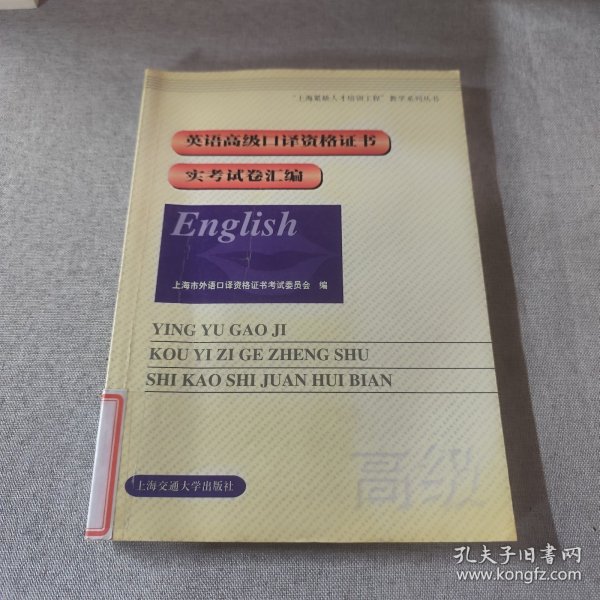 "上海紧缺人才培训工程"教学系列丛书
英语高级口译资格证书
实考试卷汇编
English
上海市外语口译资格证书考试委员会 编
YING YU GAO JI
KOU YI ZI GE ZHENG SHU
SHI KAO SHI JUAN HUI BIAN
高级
上海交通大学出版社
孔夫子旧书网
www.kongfz.com